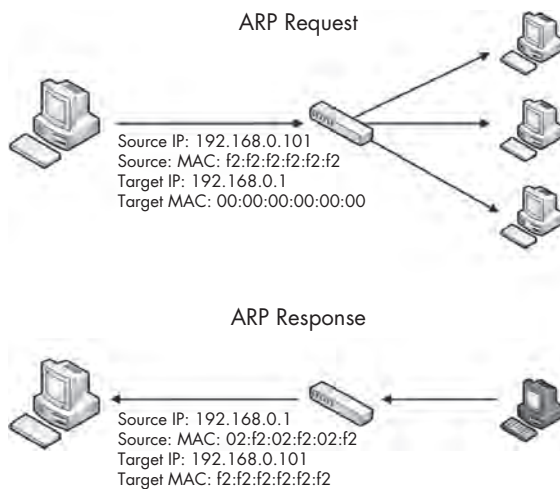 ARP Request
Source IP: 192.168.0.101
Source: MAC: f2:f2:f2:f2:f2:f2
Target IP: 192.168.0.1
Target MAC: 00:00:00:00:00:00
ARP Response
Source IP: 192.168.0.1
Source: MAC: 02:f2:02:f2:02:f2
Target IP: 192.168.0.101
Target MAC: f2:f2:f2:f2:f2:f2